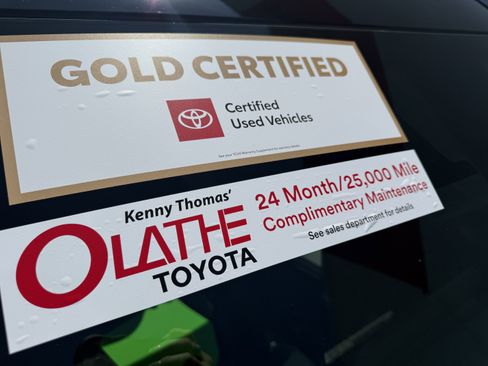 GOLD CERTIFIED
Certified
Used Vehicles
Kenny Thomas'
OLATHE
TOYOTA
24 Month/25,000 Mile
Complimentary Maintenance
See sales department for details